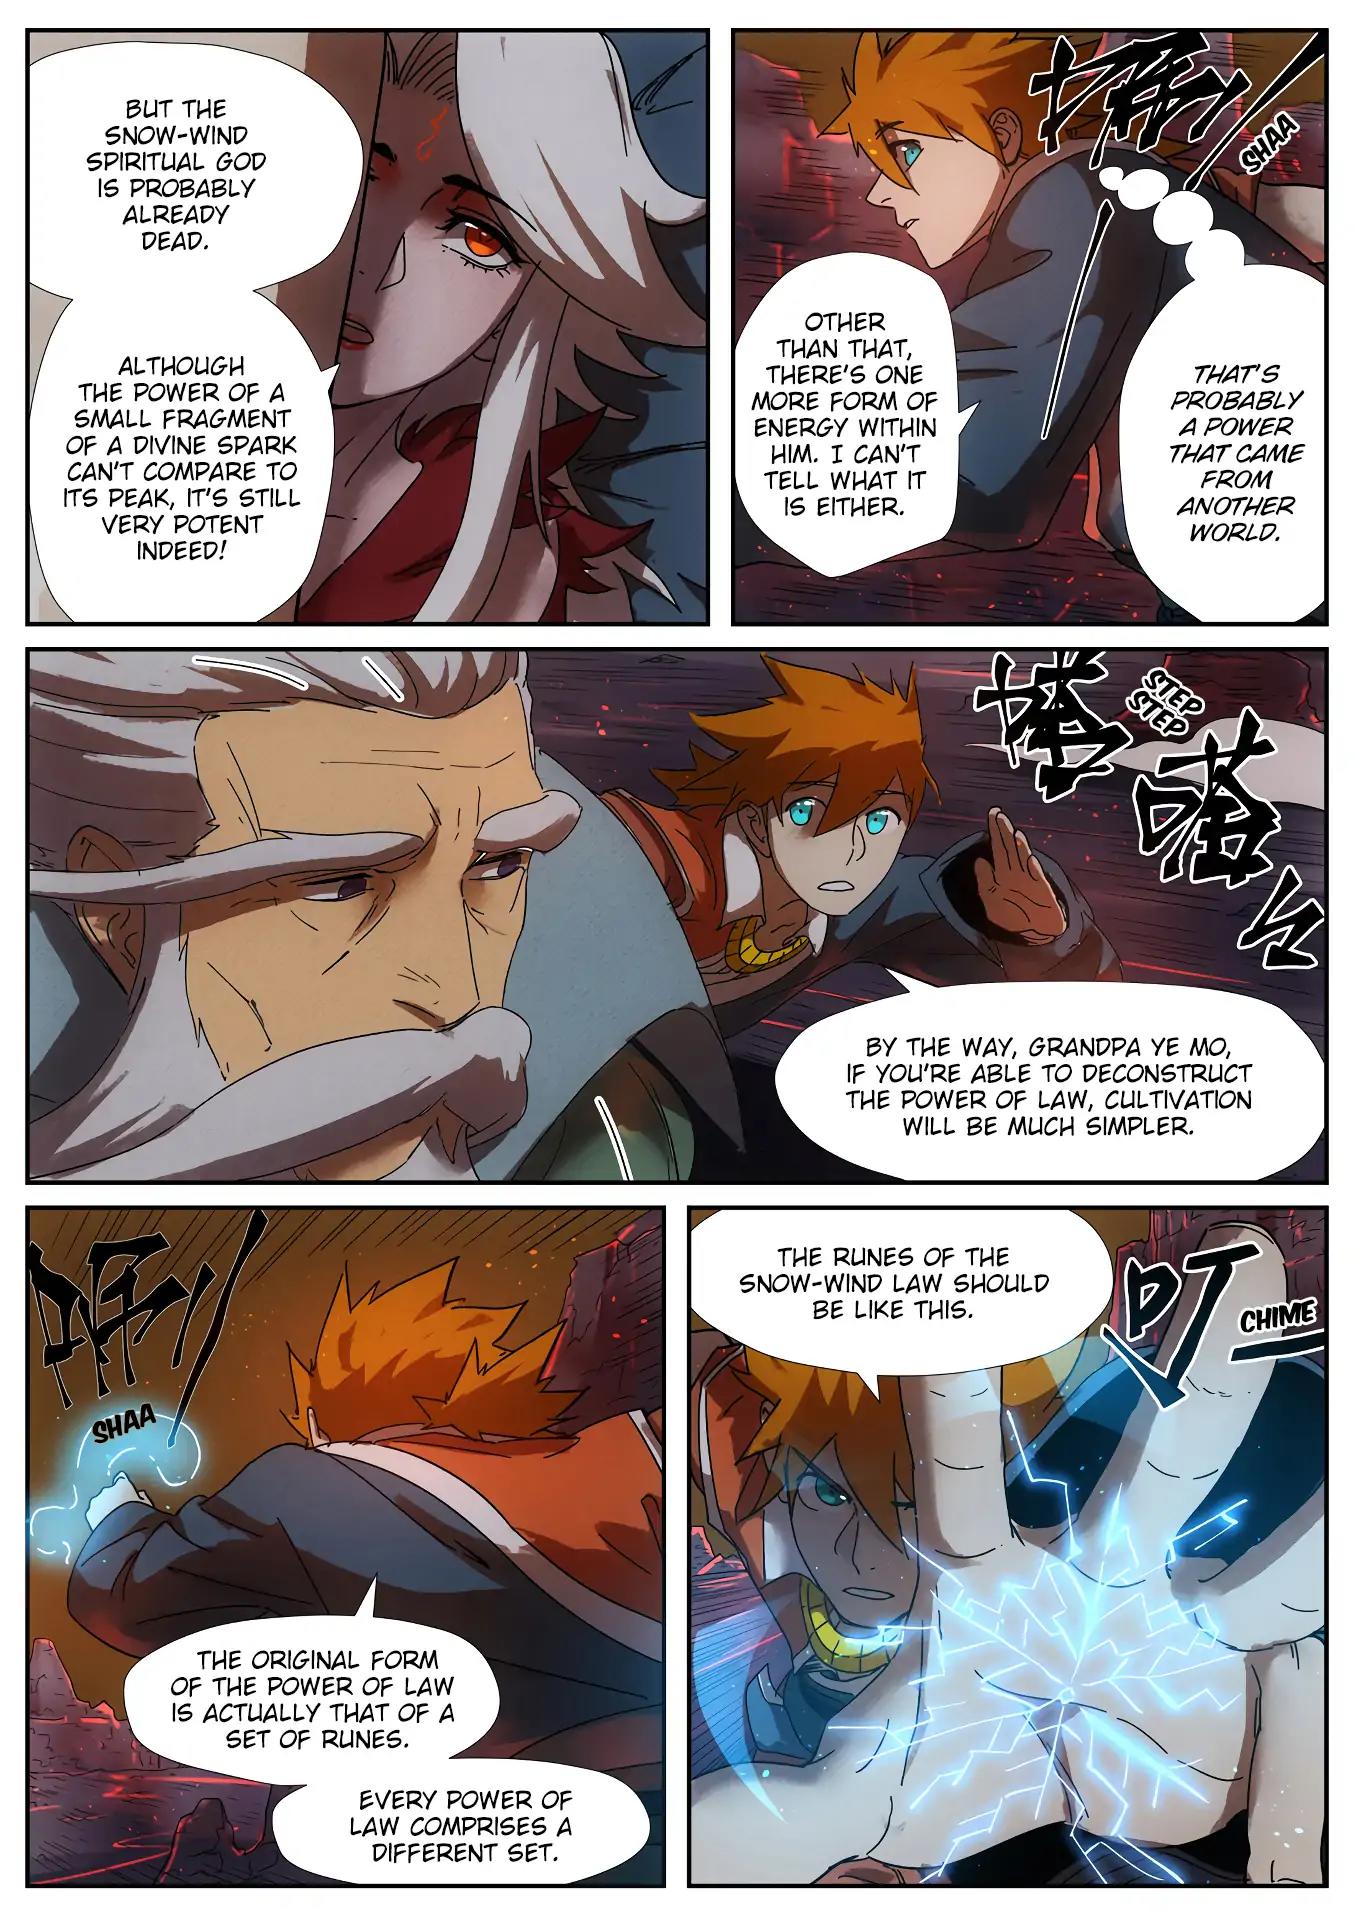 BUT THE
SNOW-WIND
SPIRITUAL GOD
IS PROBABLY
ALREADY
DEAD.
ALTHOUGH
THE POWER OF A
SMALL FRAGMENT
OF A DIVINE SPARK
CAN'T COMPARE TO
ITS PEAK, IT'S STILL
VERY POTENT
INDEED!
SHAA
OTHER
THAN THAT,
THERE'S ONE
MORE FORM OF
ENERGY WITHIN
HIM. I CAN'T
TELL WHAT IT
IS EITHER.
THAT'S
PROBABLY
A POWER
THAT CAME
FROM
ANOTHER
WORLD.
嗒
STEP
STEP
嗒
BY THE WAY, GRANDPA YE MO,
IF YOU'RE ABLE TO DECONSTRUCT
THE POWER OF LAW, CULTIVATION
WILL BE MUCH SIMPLER.
SHAA
THE ORIGINAL FORM
OF THE POWER OF LAW
IS ACTUALLY THAT OF A
SET OF RUNES.
EVERY POWER OF
LAW COMPRISES A
DIFFERENT SET.
THE RUNES OF THE
SNOW-WIND LAW SHOULD
BE LIKE THIS.
叮
CHIME